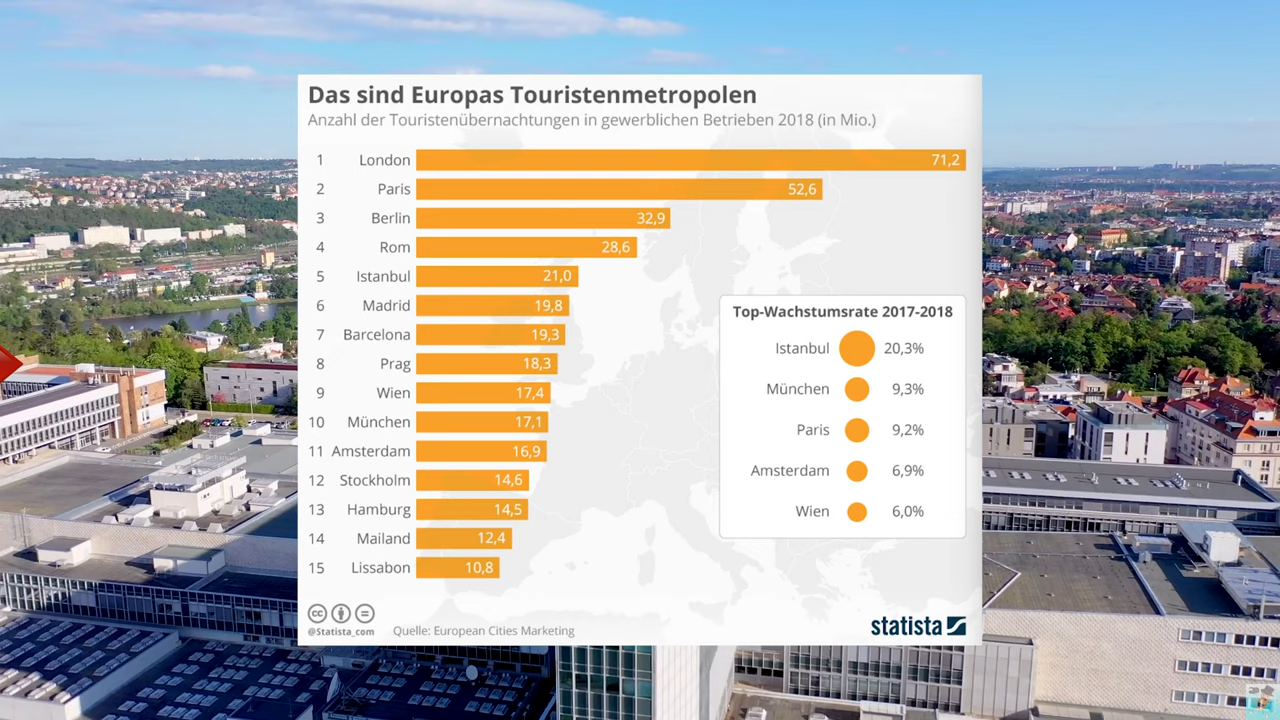 Das sind Europas Touristenmetropolen
Anzahl der Touristenübernachtungen in gewerblichen Betrieben 2018 (in Mio.)
1 London 71,2
2 Paris 52,6
3 Berlin 32,9
4 Rom 28,6
5 Istanbul 21,0
6 Madrid 19,8
7 Barcelona 19,3
8 Prag 18,3
9 Wien 17,4
10 München 17,1
11 Amsterdam 16,9
12 Stockholm 14,6
13 Hamburg 14,5
14 Mailand 12,4
15 Lissabon 10,8
Top-Wachstumsrate 2017-2018
Istanbul 20,3%
München 9,3%
Paris 9,2%
Amsterdam 6,9%
Wien 6,0%
cc
@Statista_com
Quelle: European Cities Marketing
statista